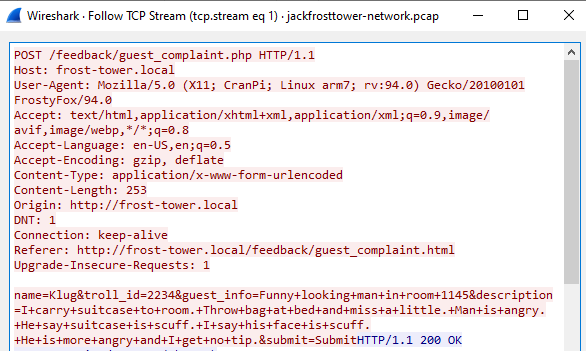 Wireshark · Follow TCP Stream (tcp.stream eq 1) · jackfrosttower-network.pcap
POST /feedback/guest_complaint.php HTTP/1.1
Host: frost-tower.local
User-Agent: Mozilla/5.0 (X11; CranPi; Linux arm7; rv:94.0) Gecko/20100101
FrostyFox/94.0
Accept: text/html,application/xhtml+xml,application/xml;q=0.9,image/
avif,image/webp,*/*;q=0.8
Accept-Language: en-US,en;q=0.5
Accept-Encoding: gzip, deflate
Content-Type: application/x-www-form-urlencoded
Content-Length: 253
Origin: http://frost-tower.local
DNT: 1
Connection: keep-alive
Referer: http://frost-tower.local/feedback/guest_complaint.html
Upgrade-Insecure-Requests: 1
name=Klug&troll_id=2234&guest_info=Funny+looking+man+in+room+1145&description
=I+carry+suitcase+to+room.+Throw+bag+at+bed+and+miss+a+little.+Man+is+angry.
+He+say+suitcase+is+scuff.+I+say+his+face+is+scuff.
+He+is+more+angry+and+I+get+no+tip.&submit=SubmitHTTP/1.1 200 OK